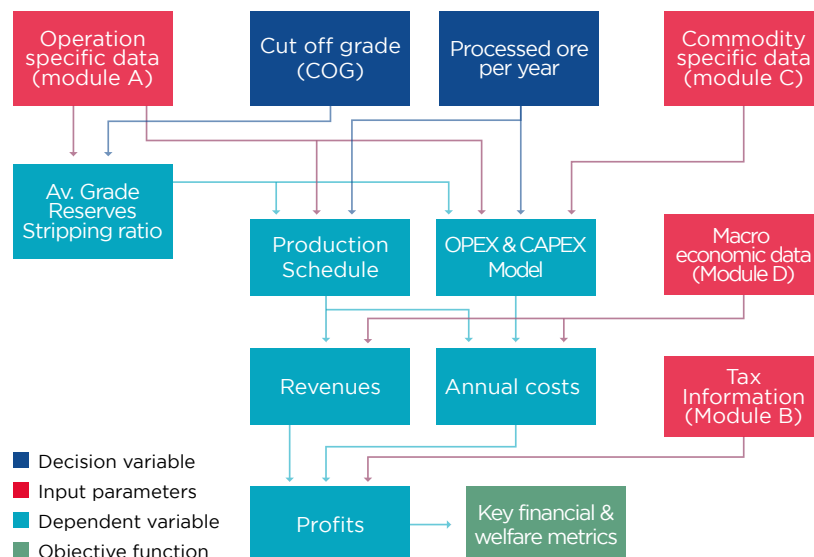 Operation
specific data
(module A)
Cut off grade
(COG)
Processed ore
per year
Commodity
specific data
(module C)
Av. Grade
Reserves
Stripping ratio
Production
Schedule
OPEX & CAPEX
Model
Macro
economic data
(Module D)
Revenues
Annual costs
Tax
Information
(Module B)
Decision variable
Input parameters
Dependent variable
Objective function
Profits
Key financial &
welfare metrics